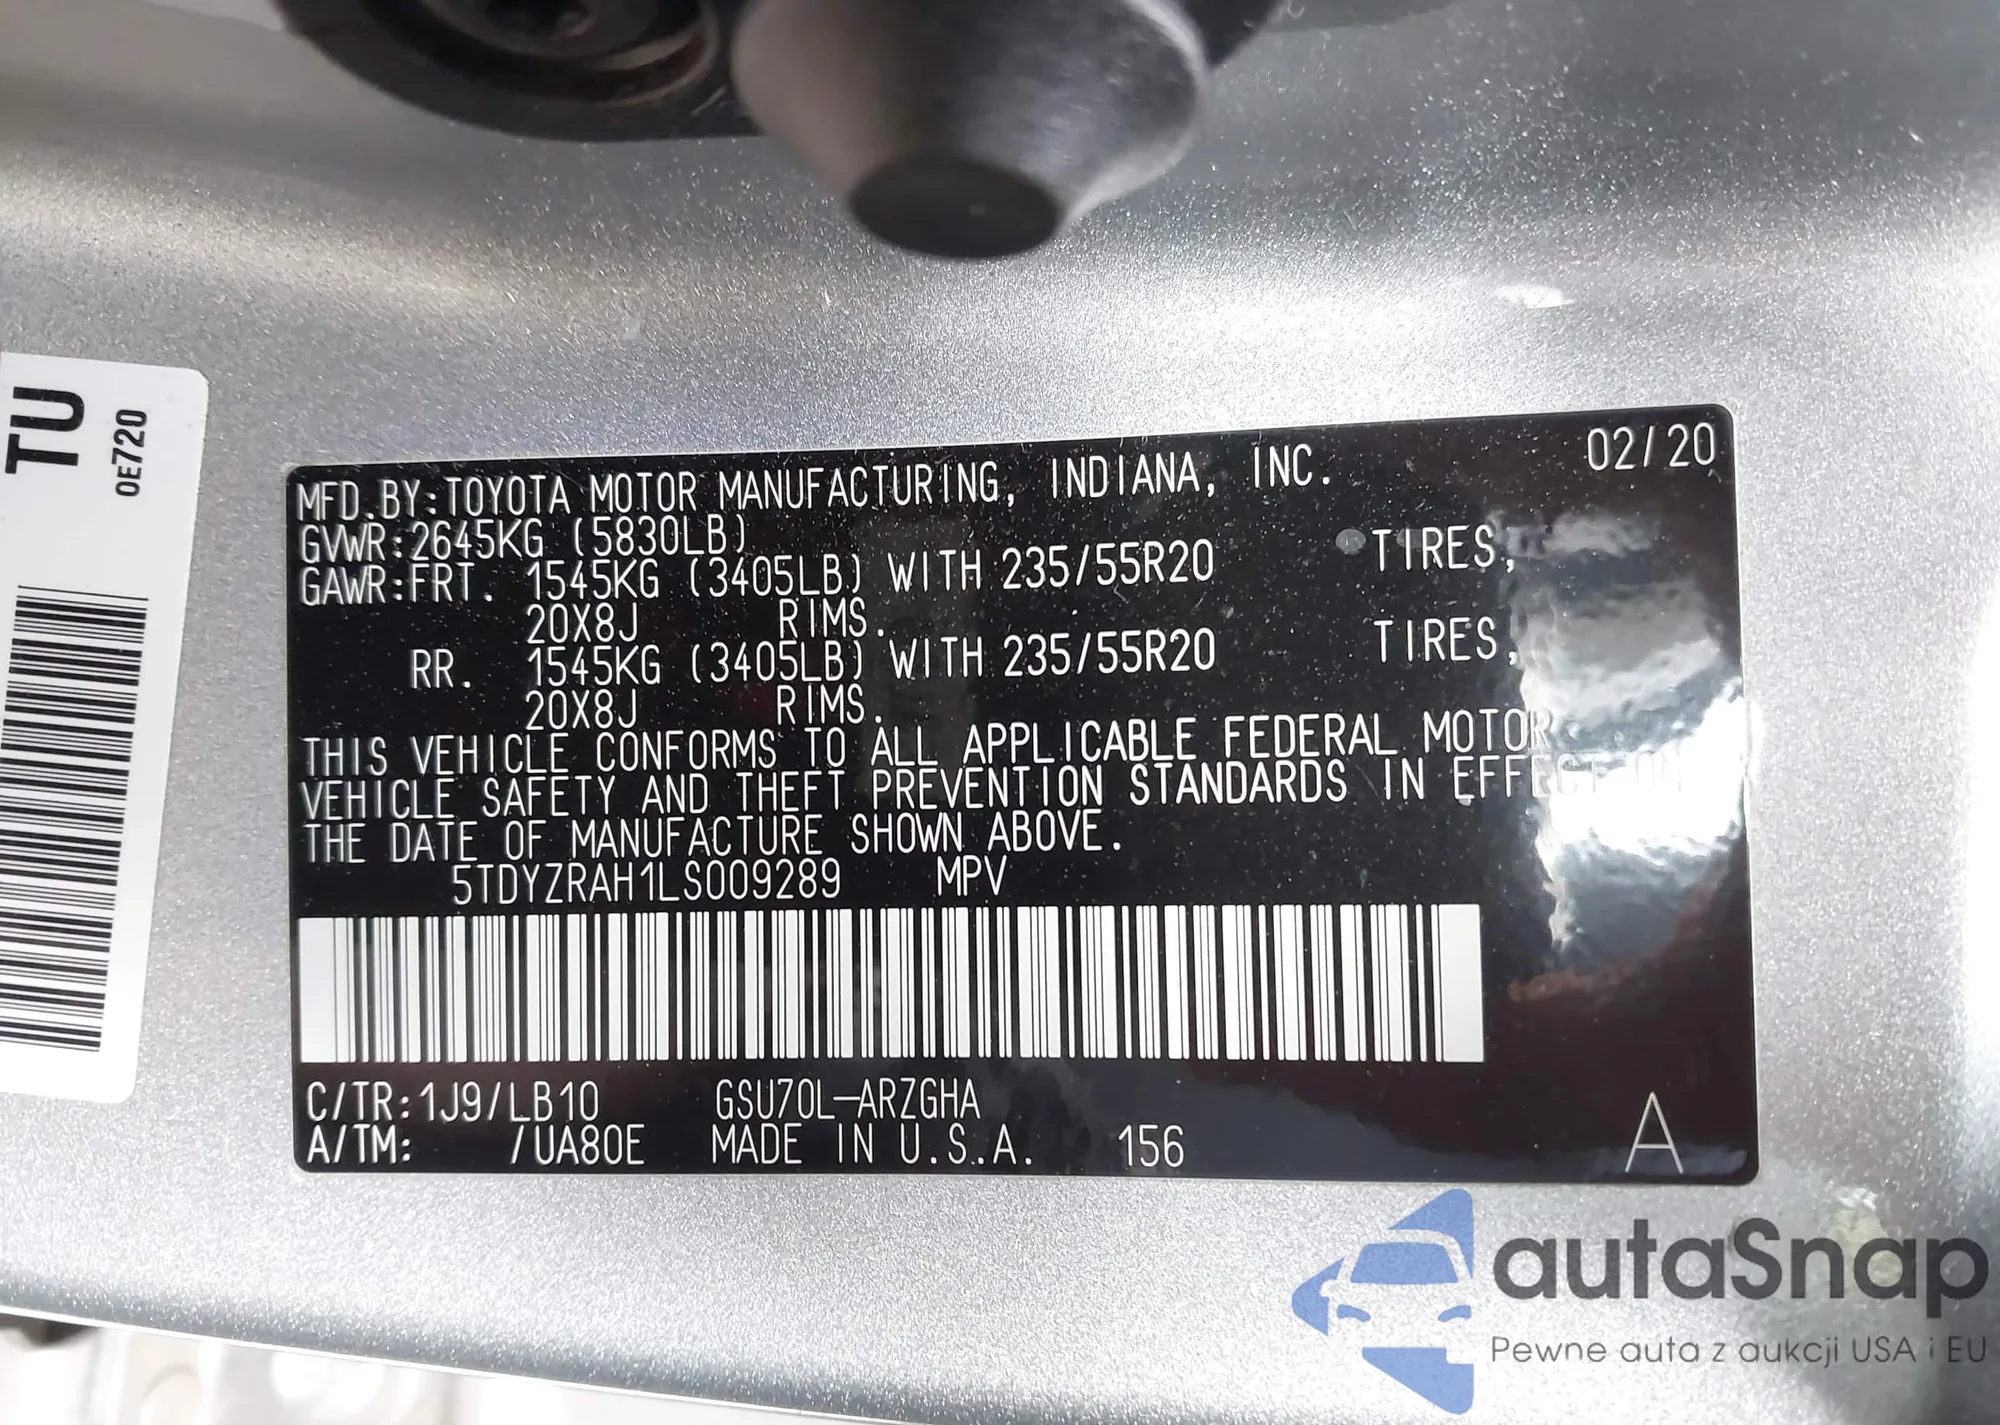 TU
0E720
02/20
MFD.BY:TOYOTA MOTOR MANUFACTURING, INDIANA, INC.
GVWR:2645KG (5830LB)
GAWR:FRT. 1545KG (3405LB) WITH 235/55R20 TIRES,
20X8J RIMS.
RR. 1545KG (3405LB) WITH 235/55R20 TIRES,
20X8J RIMS.
THIS VEHICLE CONFORMS TO ALL APPLICABLE FEDERAL MOTOR
VEHICLE SAFETY AND THEFT PREVENTION STANDARDS IN EFFECT ON
THE DATE OF MANUFACTURE SHOWN ABOVE.
5TDYZRAH1LS009289 MPV
C/TR:1J9/LB10 GSU70L-ARZGHA
A/TM: /UA80E MADE IN U.S.A. 156 A
autaSnap
Pewne auta z aukcji USA i EU